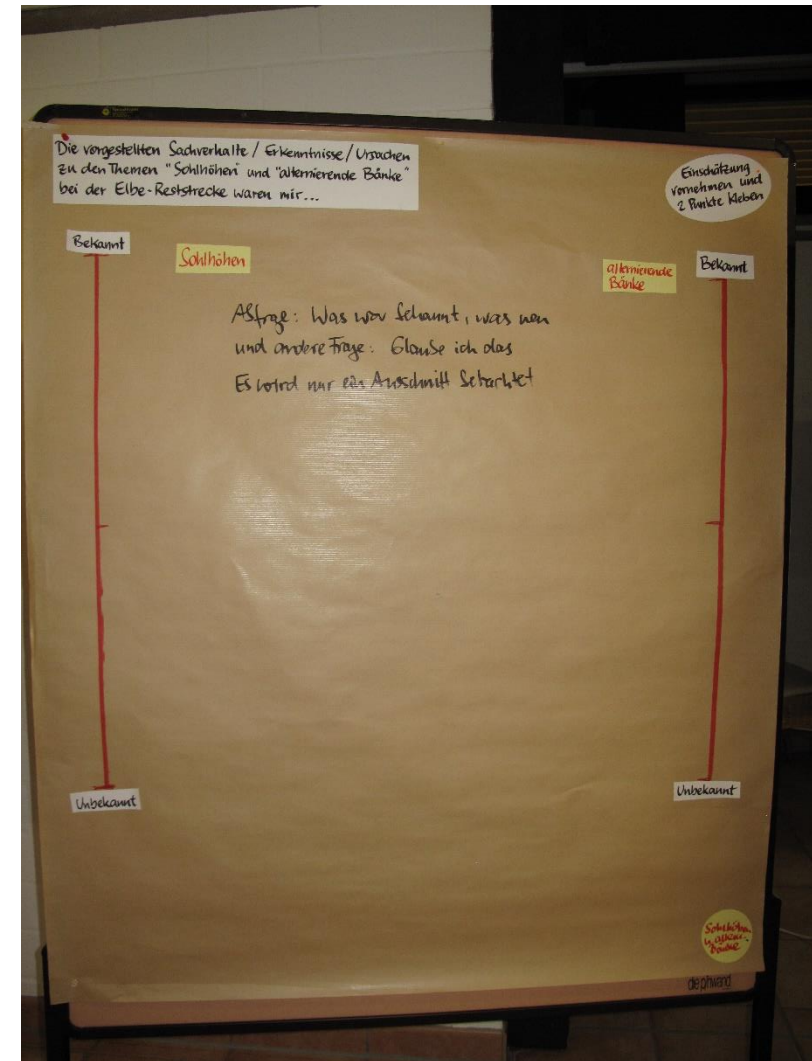 Die vorgestellten Sachverhalte / Erkenntnisse / Ursachen
zu den Themen "Sohlhöhen" und "alternierende Bänke"
bei der Elbe-Reststrecke waren mir...
Einschätzung
vornehmen und
2 Punkte kleben
Bekannt
Sohlhöhen
alternierende
Bänke
Bekannt
Abfrage: Was war bekannt, was neu
und andere Frage: Glaube ich das
Es wird nur ein Ausschnitt betrachtet
Unbekannt
Unbekannt
Sohlhöhen
Bänke
die pinwand